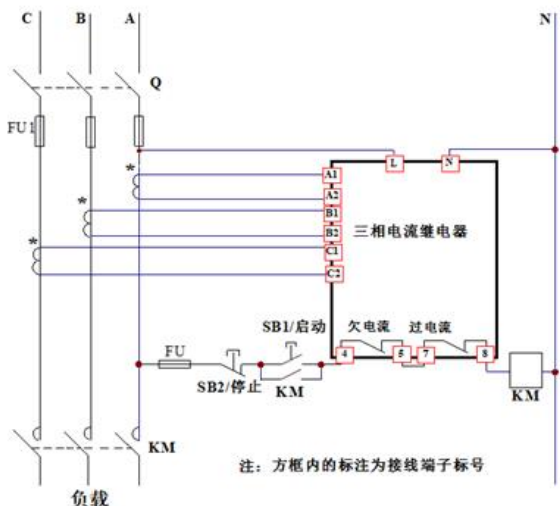 C B A N
Q
FU1
L N
* A1
A2
* B1
B2
三相电流继电器
* C1
C2
SB1/启动 欠电流 过电流
FU 4 5 7 8
SB2/停止 KM KM
KM
注：方框内的标注为接线端子标号
负载